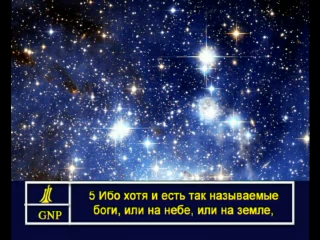 5 Ибо хотя и есть так называемые
боги, или на небе, или на земле,
GNP